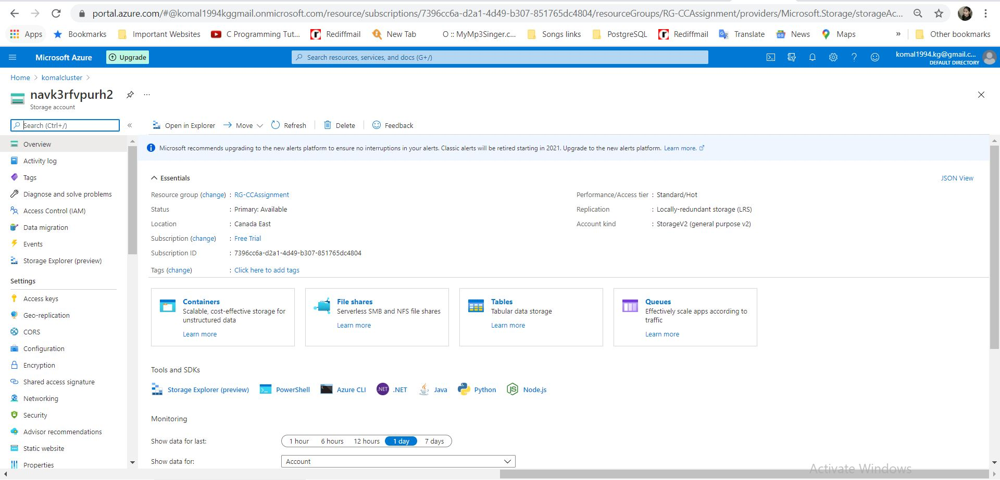 portal.azure.com/#@komal1994kggmail.onmicrosoft.com/resource/subscriptions/7396cc6a-d2a1-4d49-b307-851765dc4804/resourceGroups/RG-CCAssignment/providers/Microsoft.Storage/storageAc...
Apps Bookmarks Important Websites C Programming Tut... Rediffmail New Tab O :: MyMp3Singer.c... Songs links PostgreSQL Rediffmail Translate News Maps » Other bookmarks
Microsoft Azure Upgrade Search resources, services, and docs (G+/) komal1994.kg@gmail.c...
DEFAULT DIRECTORY
Home > komalcluster >
navk3rfvpurh2 ...
Storage account
Search (Ctrl+/) « Open in Explorer Move Refresh Delete Feedback
Overview
Activity log
Tags
Diagnose and solve problems
Access Control (IAM)
Data migration
Events
Storage Explorer (preview)
Settings
Access keys
Geo-replication
CORS
Configuration
Encryption
Shared access signature
Networking
Security
Advisor recommendations
Static website
Properties
Microsoft recommends upgrading to the new alerts platform to ensure no interruptions in your alerts. Classic alerts will be retired starting in 2021. Upgrade to the new alerts platform. Learn more.
Essentials JSON View
Resource group (change) : RG-CCAssignment
Status : Primary: Available
Location : Canada East
Subscription (change) : Free Trial
Subscription ID : 7396cc6a-d2a1-4d49-b307-851765dc4804
Tags (change) : Click here to add tags
Performance/Access tier : Standard/Hot
Replication : Locally-redundant storage (LRS)
Account kind : StorageV2 (general purpose v2)
Containers
Scalable, cost-effective storage for
unstructured data
Learn more
File shares
Serverless SMB and NFS file shares
Learn more
Tables
Tabular data storage
Learn more
Queues
Effectively scale apps according to
traffic
Learn more
Tools and SDKs
Storage Explorer (preview) PowerShell Azure CLI NET .NET Java Python Node.js
Monitoring
Show data for last: 1 hour 6 hours 12 hours 1 day 7 days
Show data for: Account
Activate Windows